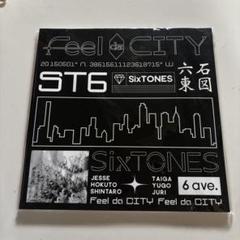 Feel da CITY
20150501" N 38615611123618715" W
ST6
SixTONES
石図
六東
SixTONES
JESSE TAIGA
HOKUTO YUGO
SHINTARO JURI
6 ave.
Feel da CITY Feel da CITY